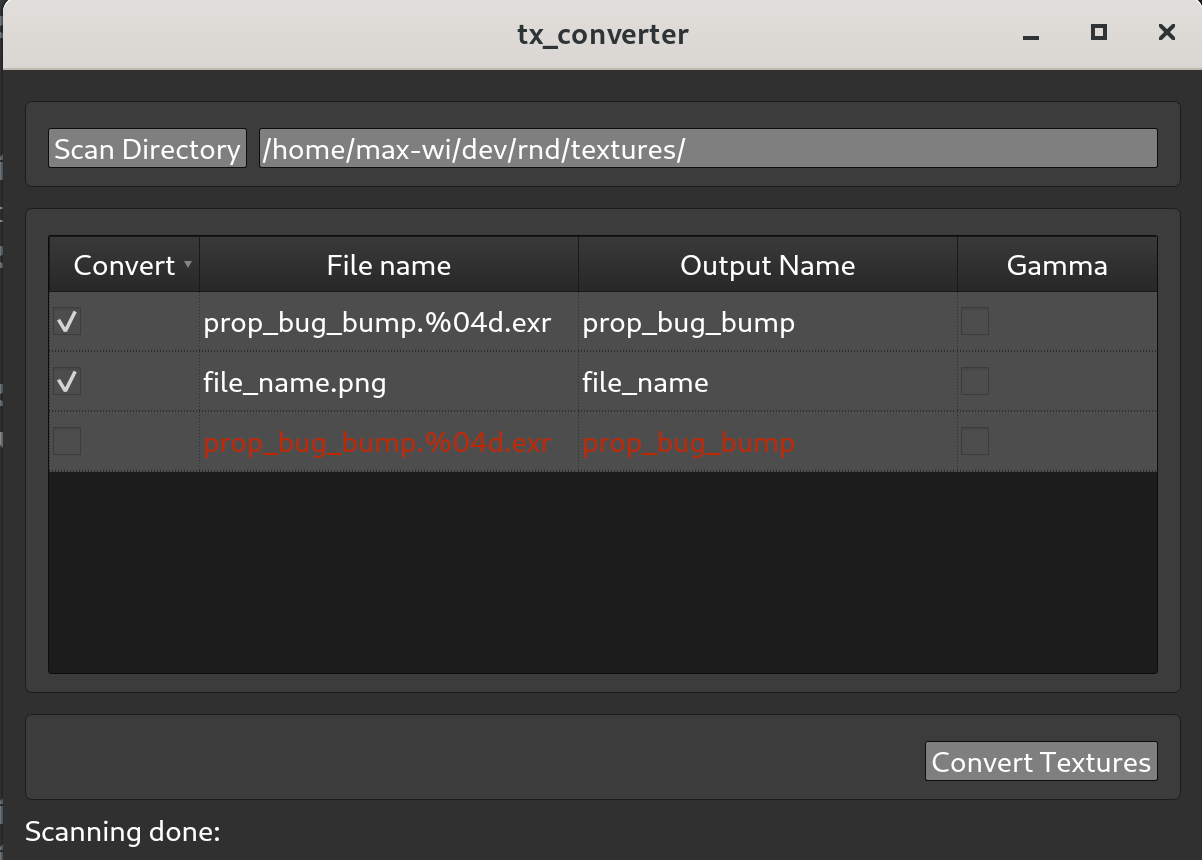 tx_converter
Scan Directory /home/max-wi/dev/rnd/textures/
Convert File name Output Name Gamma
prop_bug_bump.%04d.exr prop_bug_bump
file_name.png file_name
prop_bug_bump.%04d.exr prop_bug_bump
Convert Textures
Scanning done: